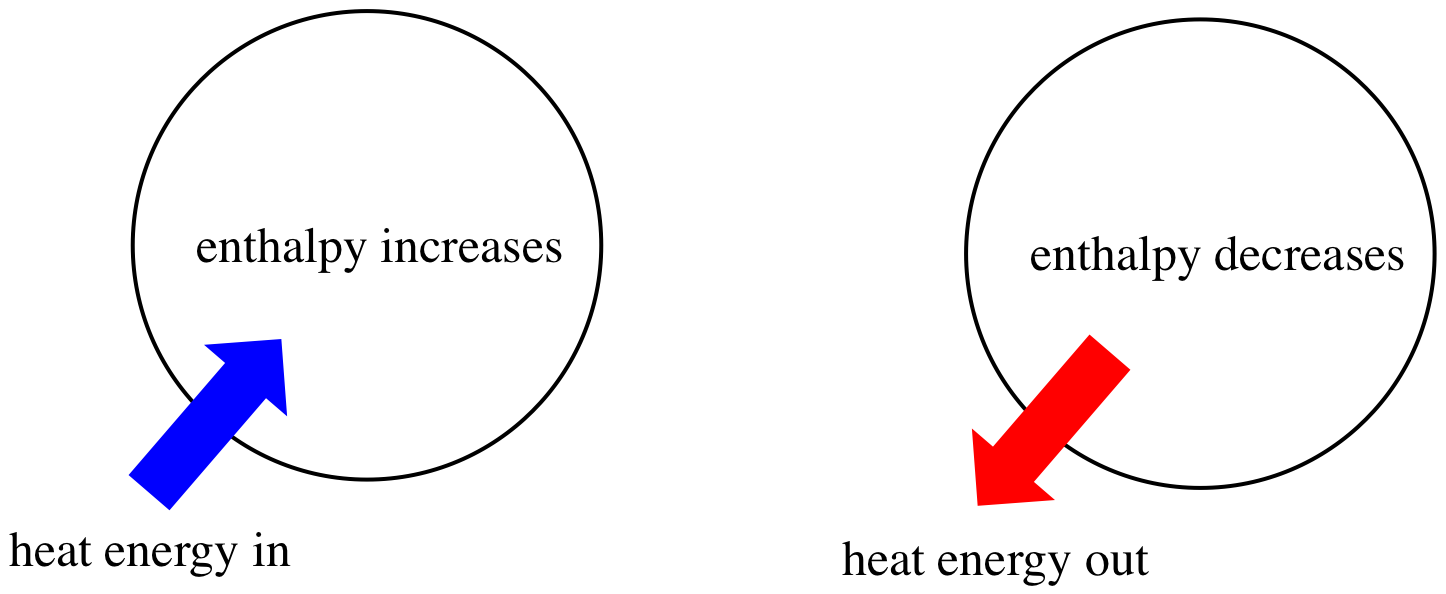 enthalpy increases
heat energy in
enthalpy decreases
heat energy out